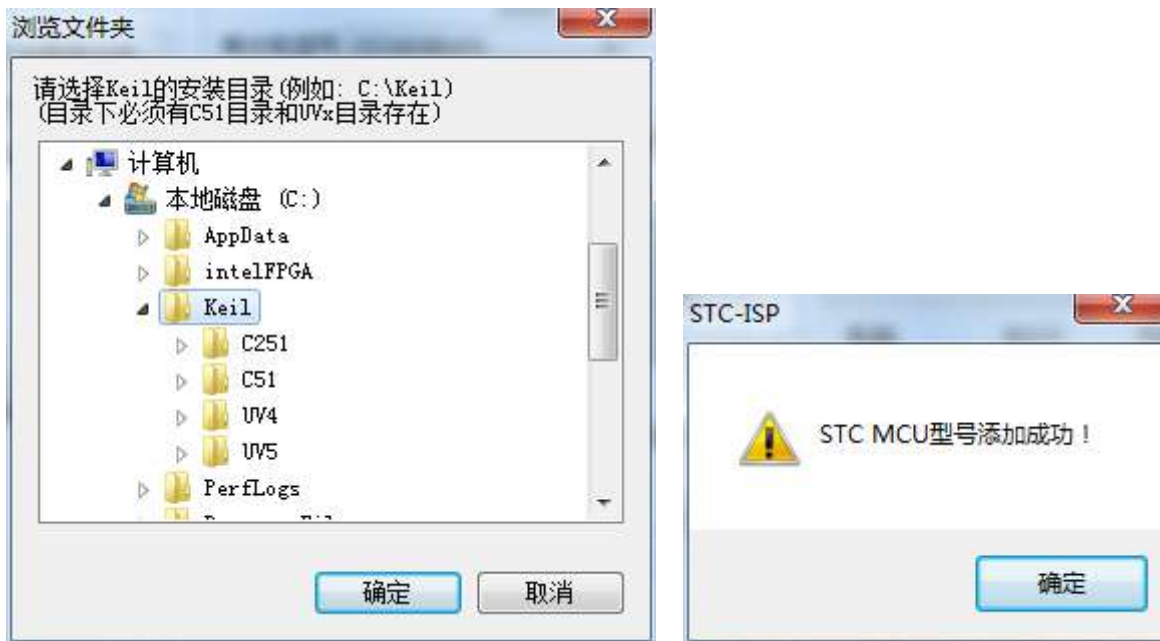 浏览文件夹
请选择Keil的安装目录(例如: C:\Keil)
(目录下必须有C51目录和UVx目录存在)
计算机
本地磁盘 (C:)
AppData
intelFPGA
Keil
C251
C51
UV4
UV5
PerfLogs
确定
取消
STC-ISP
STC MCU型号添加成功！
确定